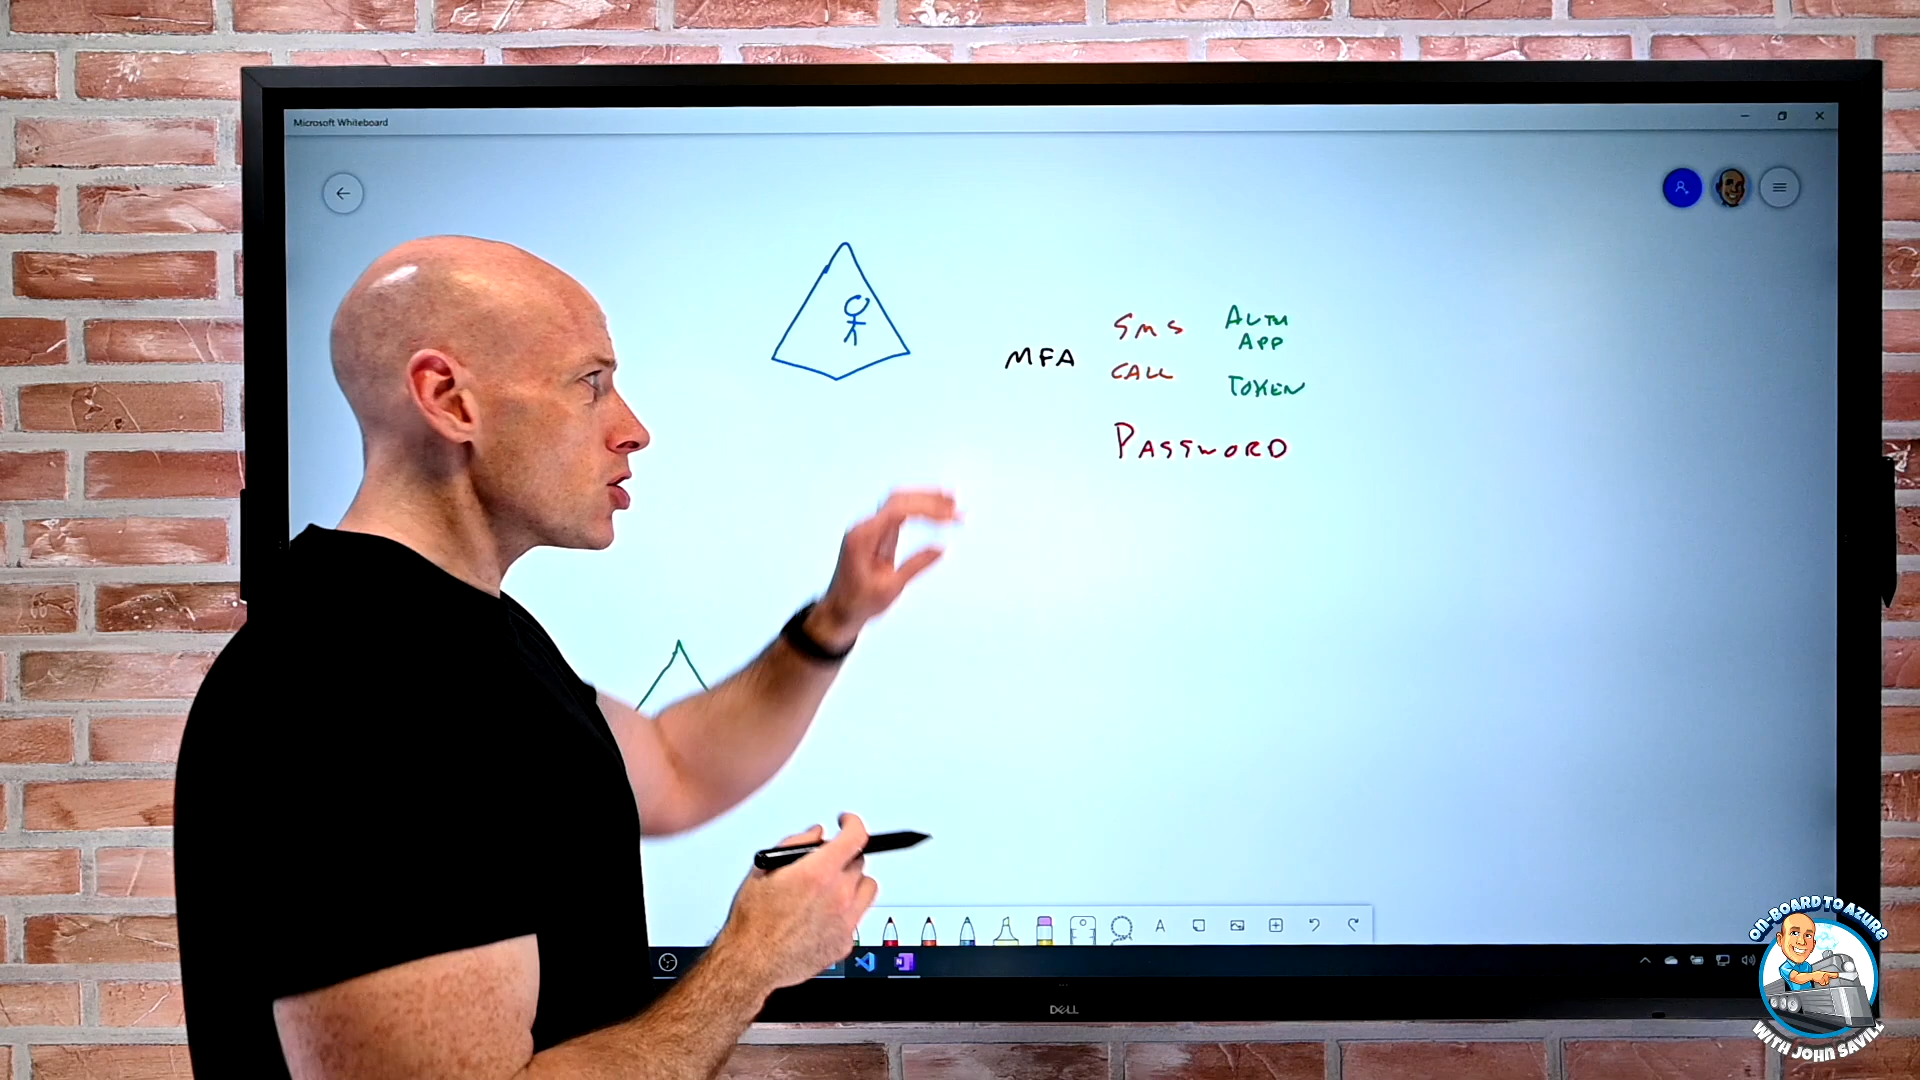 Microsoft Whiteboard
SMS
AUTH
APP
MFA
CALL
TOKEN
PASSWORD
A
DELL
ON-BOARD TO AZURE
WITH JOHN SAVILL